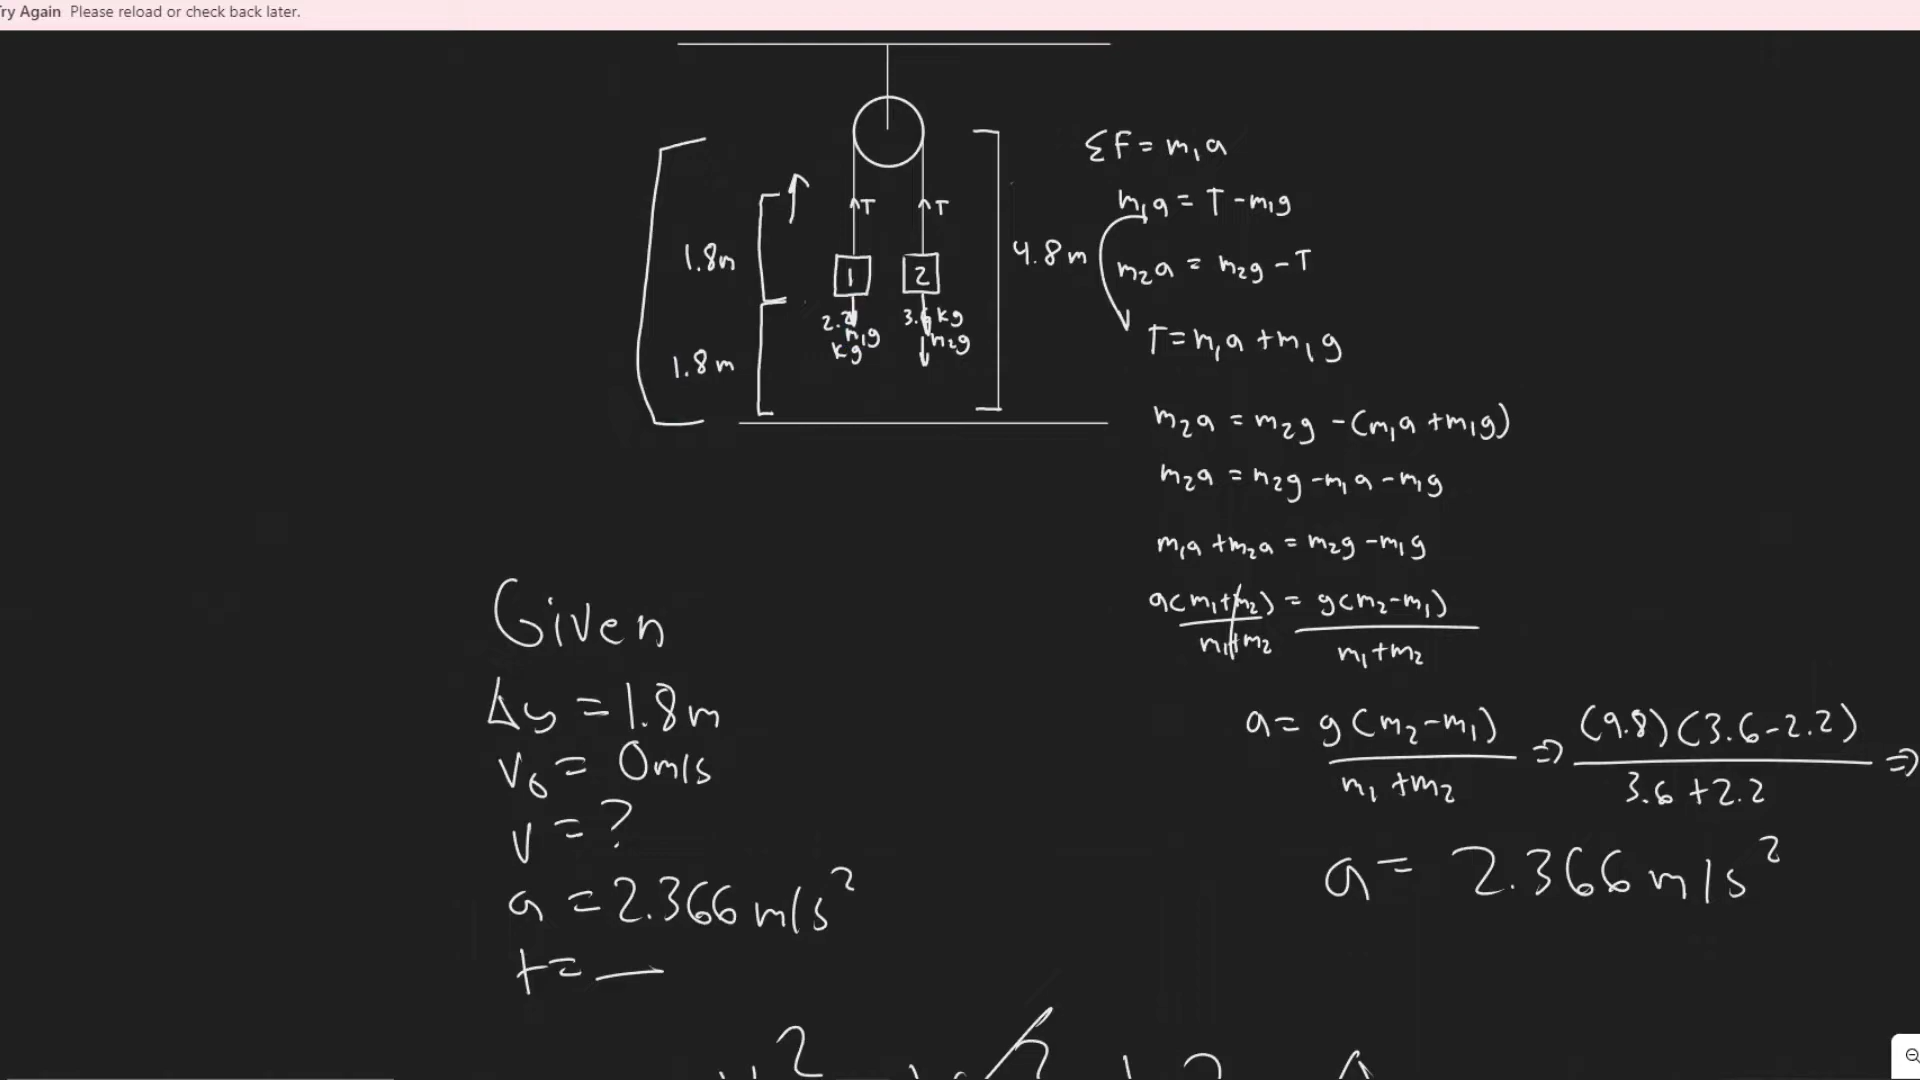 Try Again Please reload or check back later.
T T
1.8m
1 2
4.8m
2.2 kg
m₁g
3.6 kg
m₂g
1.8m
ΣF = m₁a
m₁a = T - m₁g
m₂a = m₂g - T
T = m₁a + m₁g
m₂a = m₂g - (m₁a + m₁g)
m₂a = m₂g - m₁a - m₁g
m₁a + m₂a = m₂g - m₁g
a(m₁+m₂) = g(m₂-m₁)
m₁+m₂ m₁+m₂
a = g(m₂-m₁) ⇒ (9.8)(3.6-2.2) ⇒
m₁+m₂ 3.6+2.2
a = 2.366 m/s²
Given
Δy = 1.8m
v₀ = 0m/s
v = ?
a = 2.366 m/s²
t = —